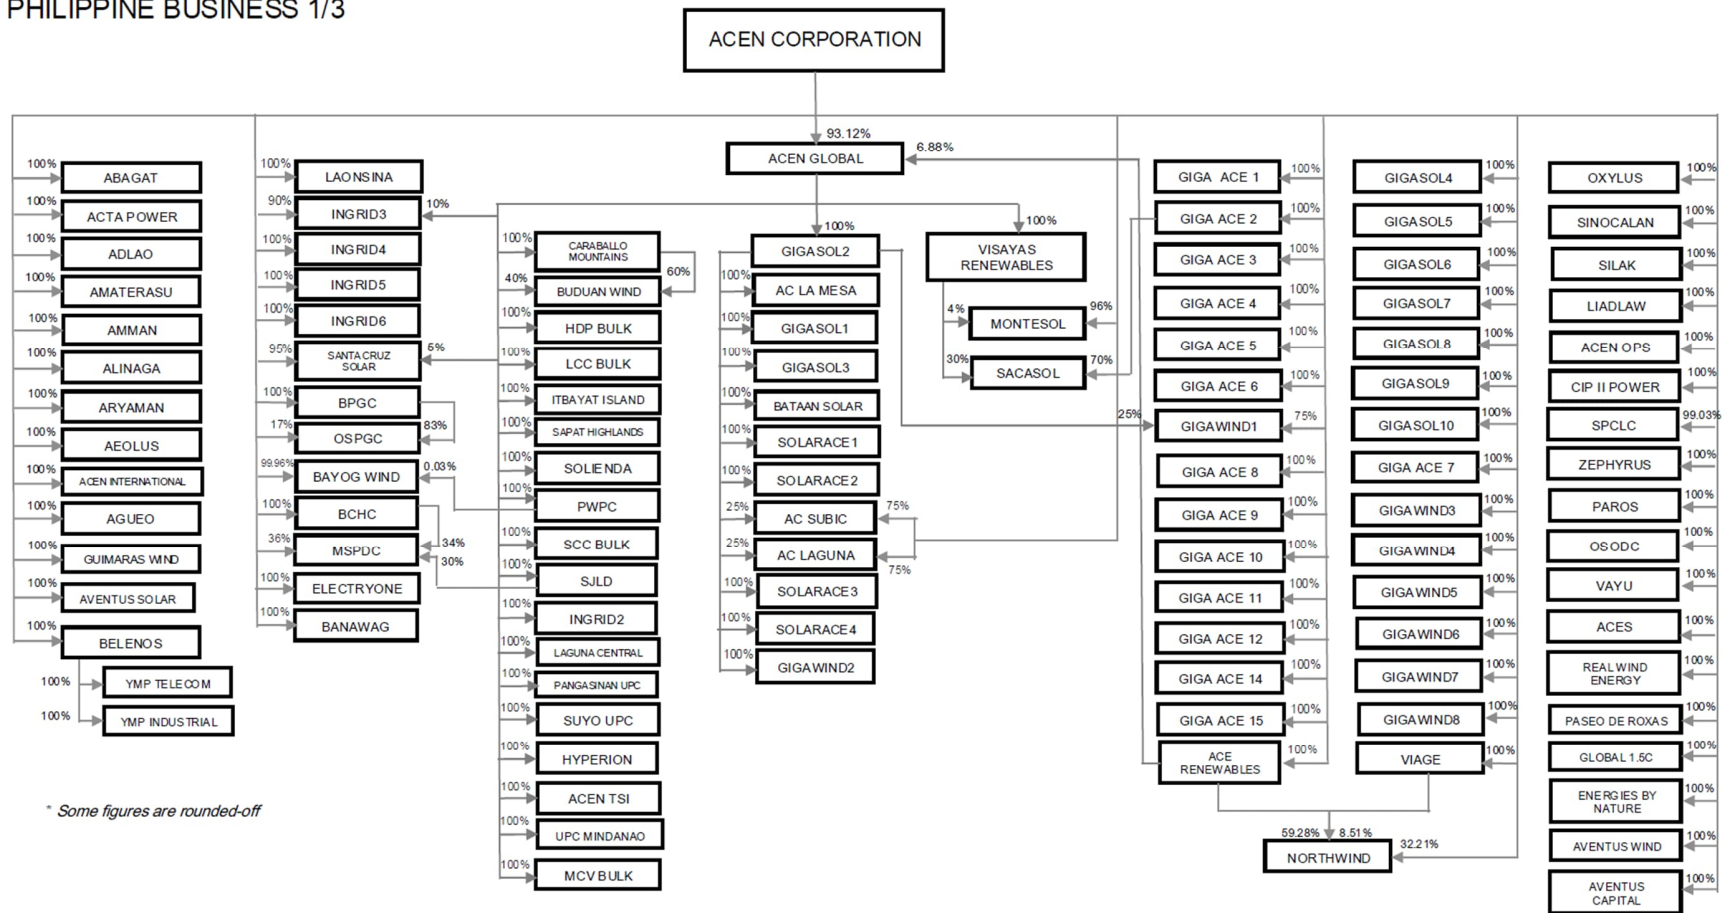 PHILIPPINE BUSINESS 1/3
ACEN CORPORATION
93.12%
ACEN GLOBAL
6.88%
100%
ABAGAT
100%
ACTA POWER
100%
ADLAO
100%
AMATERASU
100%
AMMAN
100%
ALINAGA
100%
ARYAMAN
100%
AEOLUS
100%
ACEN INTERNATIONAL
100%
AGUEO
100%
GUIMARAS WIND
100%
AVENTUS SOLAR
100%
BELENOS
100%
YMP TELECOM
100%
YMP INDUSTRIAL
* Some figures are rounded-off
100%
LAONSINA
90%
INGRID3
10%
100%
INGRID4
100%
INGRID5
100%
INGRID6
95%
SANTA CRUZ
SOLAR
5%
100%
BPGC
17%
OSPGC
83%
99.96%
BAYOG WIND
0.03%
100%
BCHC
36%
MSPDC
34%
30%
100%
ELECTRYONE
100%
BANAWAG
100%
CARABALLO
MOUNTAINS
40%
BUDUAN WIND
60%
100%
HDP BULK
100%
LCC BULK
100%
ITBAYAT ISLAND
100%
SAPAT HIGHLANDS
100%
SOLIENDA
100%
PWPC
100%
SCC BULK
100%
SJLD
100%
INGRID2
100%
LAGUNA CENTRAL
100%
PANGASINAN UPC
100%
SUYO UPC
100%
HYPERION
100%
ACEN TSI
100%
UPC MINDANAO
100%
MCV BULK
100%
GIGASOL2
100%
AC LA MESA
100%
GIGASOL1
100%
GIGASOL3
100%
BATAAN SOLAR
100%
SOLARACE1
100%
SOLARACE2
25%
AC SUBIC
75%
25%
AC LAGUNA
75%
100%
SOLARACE3
100%
SOLARACE4
100%
GIGAWIND2
100%
VISAYAS
RENEWABLES
4%
MONTESOL
96%
30%
SACASOL
70%
GIGA ACE 1
100%
GIGA ACE 2
100%
GIGA ACE 3
100%
GIGA ACE 4
100%
GIGA ACE 5
100%
GIGA ACE 6
100%
25%
GIGAWIND1
75%
GIGA ACE 8
100%
GIGA ACE 9
100%
GIGA ACE 10
100%
GIGA ACE 11
100%
GIGA ACE 12
100%
GIGA ACE 14
100%
GIGA ACE 15
100%
ACE
RENEWABLES
100%
GIGASOL4
100%
GIGASOL5
100%
GIGASOL6
100%
GIGASOL7
100%
GIGASOL8
100%
GIGASOL9
100%
GIGASOL10
100%
GIGA ACE 7
100%
GIGAWIND3
100%
GIGAWIND4
100%
GIGAWIND5
100%
GIGAWIND6
100%
GIGAWIND7
100%
GIGAWIND8
100%
VIAGE
100%
59.28%
8.51%
NORTHWIND
32.21%
OXYLUS
100%
SINOCALAN
100%
SILAK
100%
LIADLAW
100%
ACEN OPS
100%
CIP II POWER
100%
SPCLC
99.03%
ZEPHYRUS
100%
PAROS
100%
OSODC
100%
VAYU
100%
ACES
100%
REAL WIND
ENERGY
100%
PASEO DE ROXAS
100%
GLOBAL 1.5C
100%
ENERGIES BY
NATURE
100%
AVENTUS WIND
100%
AVENTUS
CAPITAL
100%